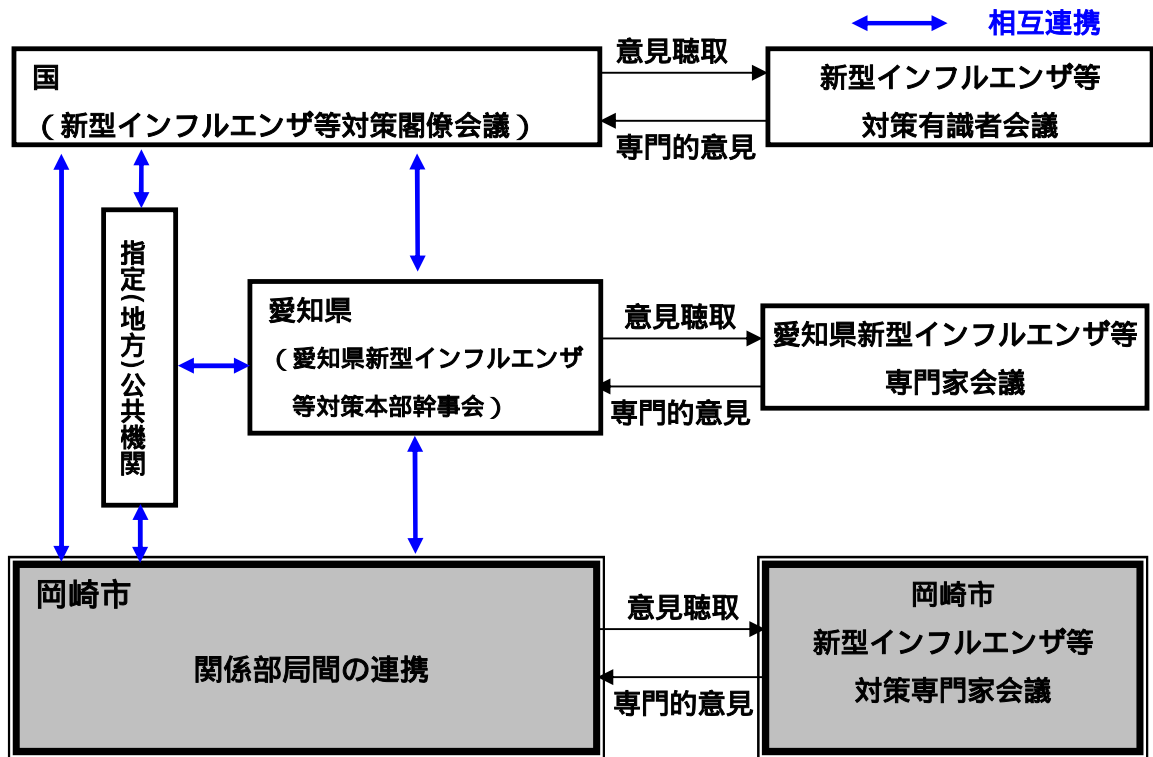 相互連携
国
（新型インフルエンザ等対策閣僚会議）
意見聴取
専門的意見
新型インフルエンザ等
対策有識者会議
指定(地方)公共機関
愛知県
（愛知県新型インフルエンザ
等対策本部幹事会）
意見聴取
専門的意見
愛知県新型インフルエンザ等
専門家会議
岡崎市
関係部局間の連携
意見聴取
専門的意見
岡崎市
新型インフルエンザ等
対策専門家会議